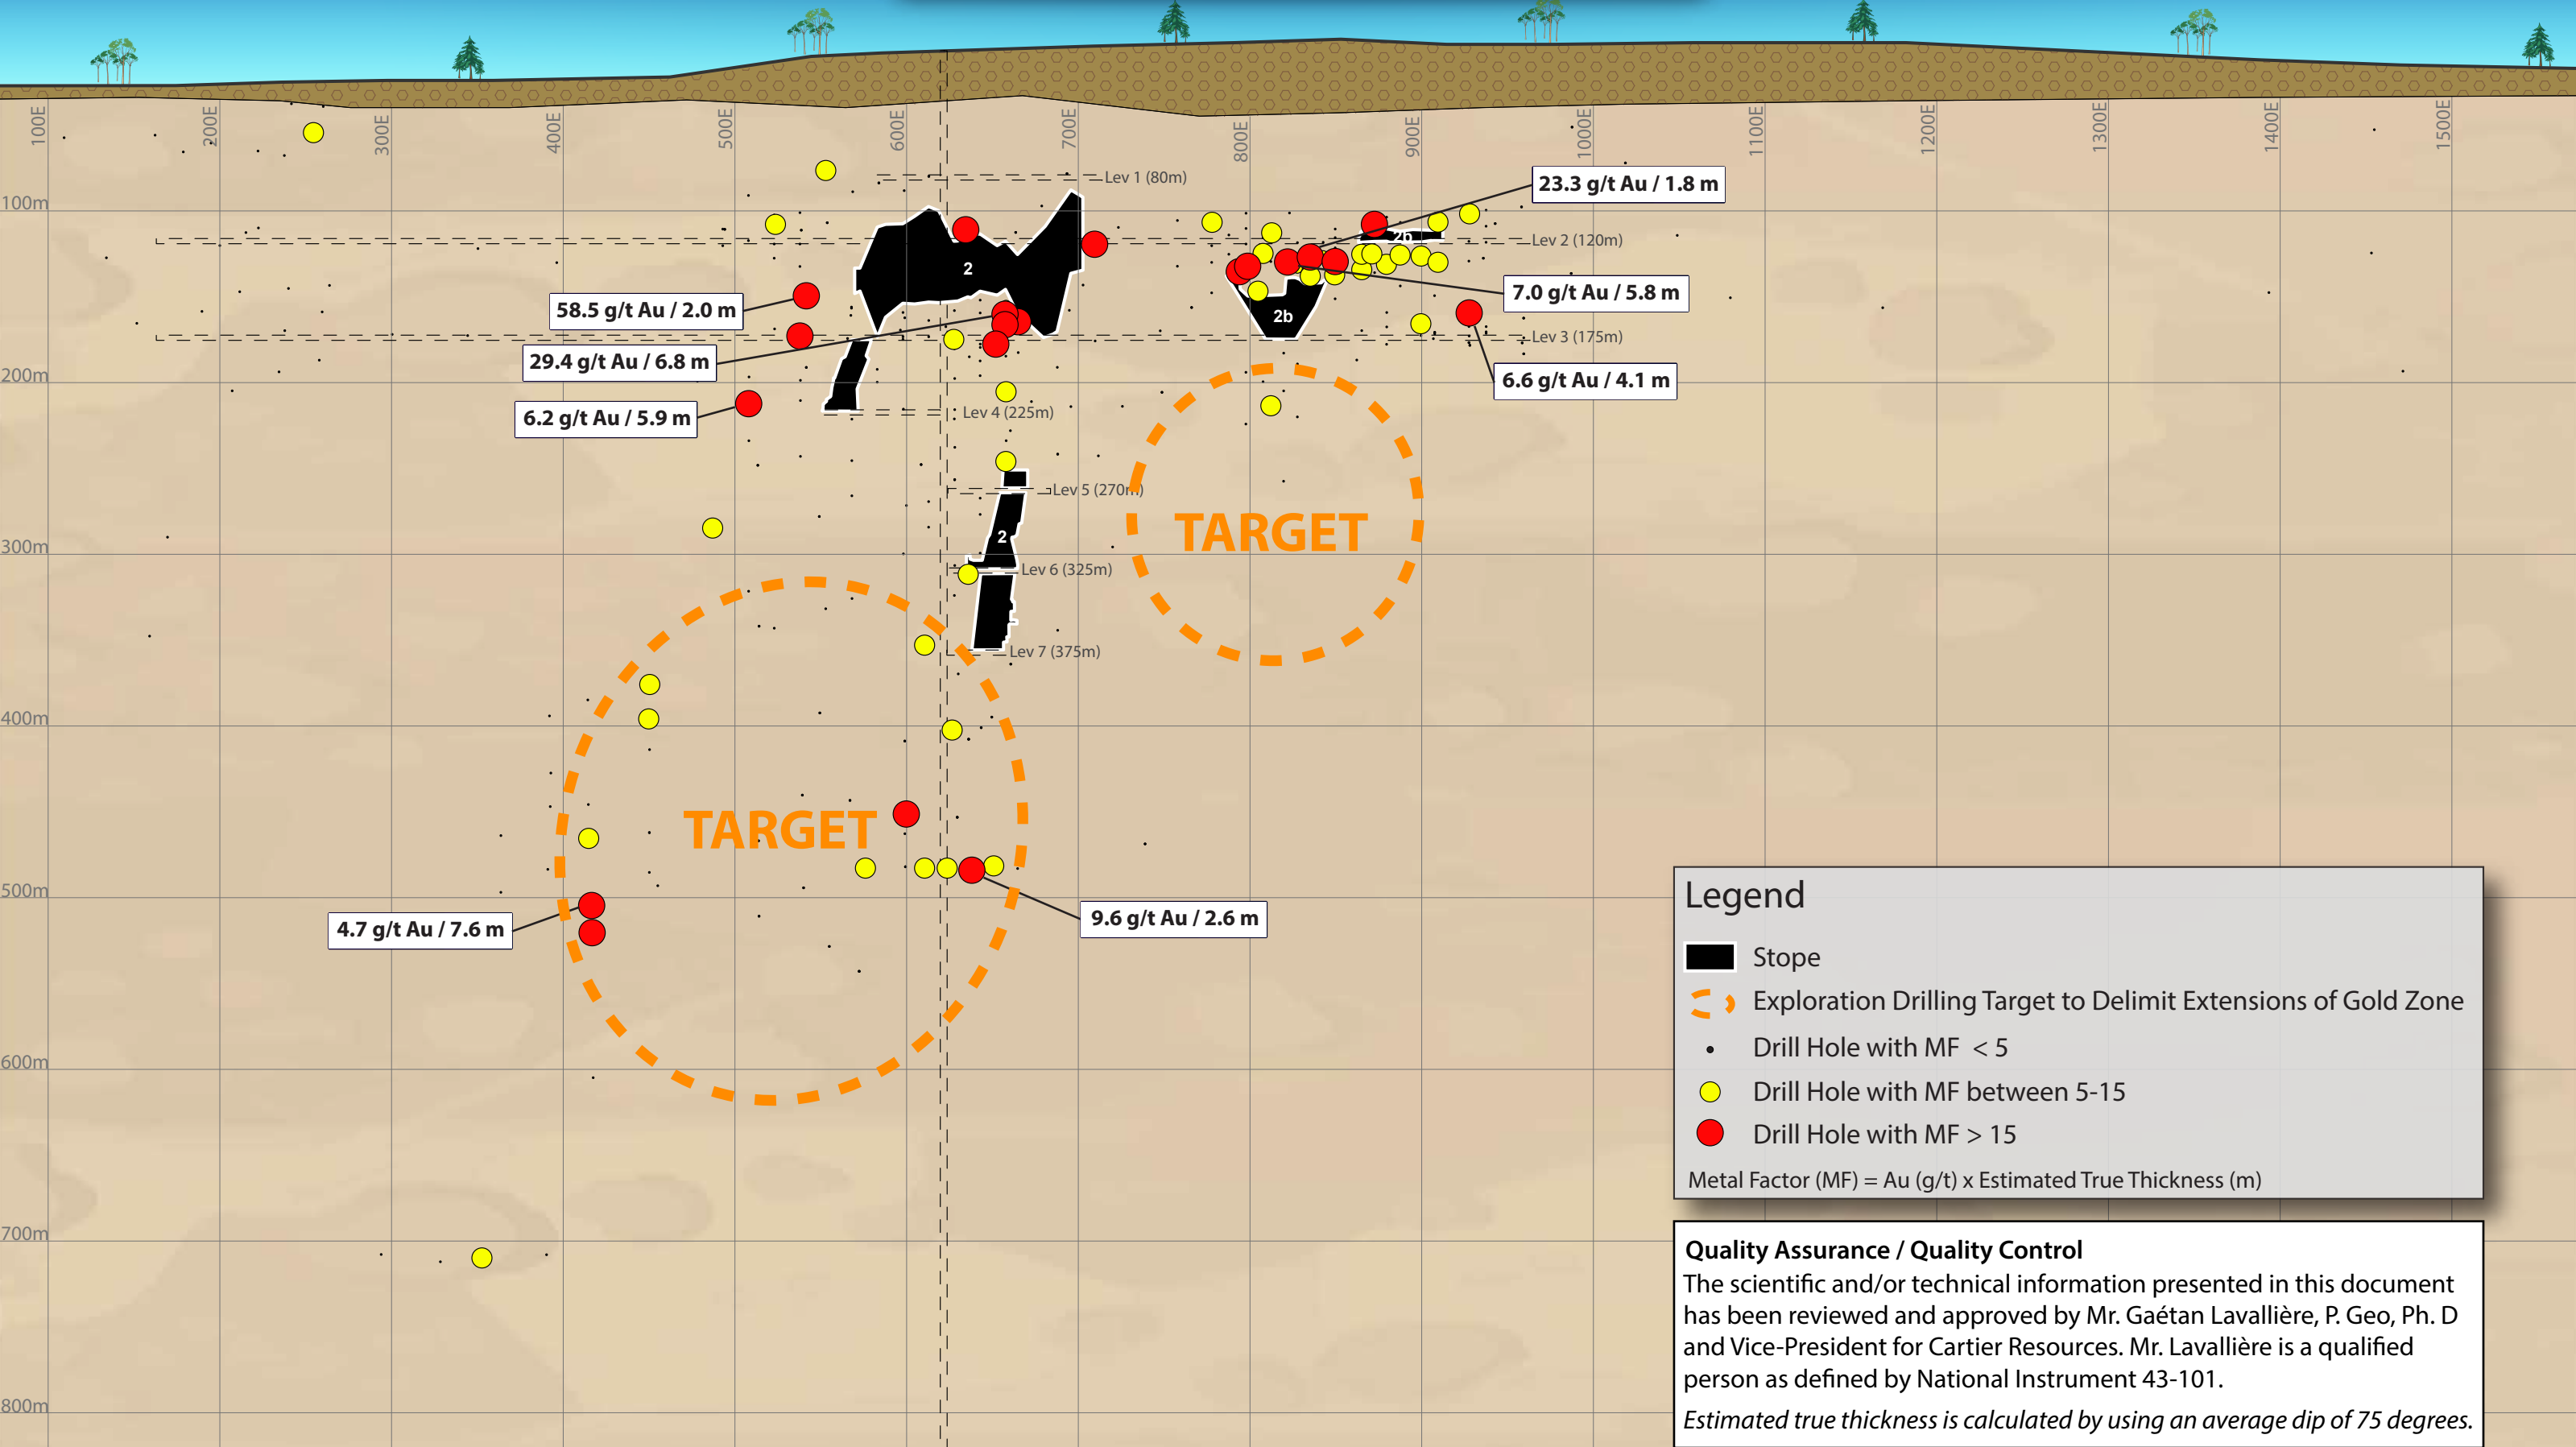 100E
200E
300E
400E
500E
600E
700E
800E
900E
1000E
1100E
1200E
1300E
1400E
1500E
Lev 1 (80m)
23.3 g/t Au / 1.8 m
100m
2b
Lev 2 (120m)
2
7.0 g/t Au / 5.8 m
58.5 g/t Au / 2.0 m
2b
Lev 3 (175m)
29.4 g/t Au / 6.8 m
200m
6.6 g/t Au / 4.1 m
6.2 g/t Au / 5.9 m
Lev 4 (225m)
Lev 5 (270m)
TARGET
2
300m
Lev 6 (325m)
Lev 7 (375m)
400m
TARGET
500m
4.7 g/t Au / 7.6 m
9.6 g/t Au / 2.6 m
600m
700m
800m
Legend
Stope
Exploration Drilling Target to Delimit Extensions of Gold Zone
Drill Hole with MF < 5
Drill Hole with MF between 5-15
Drill Hole with MF > 15
Metal Factor (MF) = Au (g/t) x Estimated True Thickness (m)
Quality Assurance / Quality Control
The scientific and/or technical information presented in this document
has been reviewed and approved by Mr. Gaétan Lavallière, P. Geo, Ph. D
and Vice-President for Cartier Resources. Mr. Lavallière is a qualified
person as defined by National Instrument 43-101.
Estimated true thickness is calculated by using an average dip of 75 degrees.